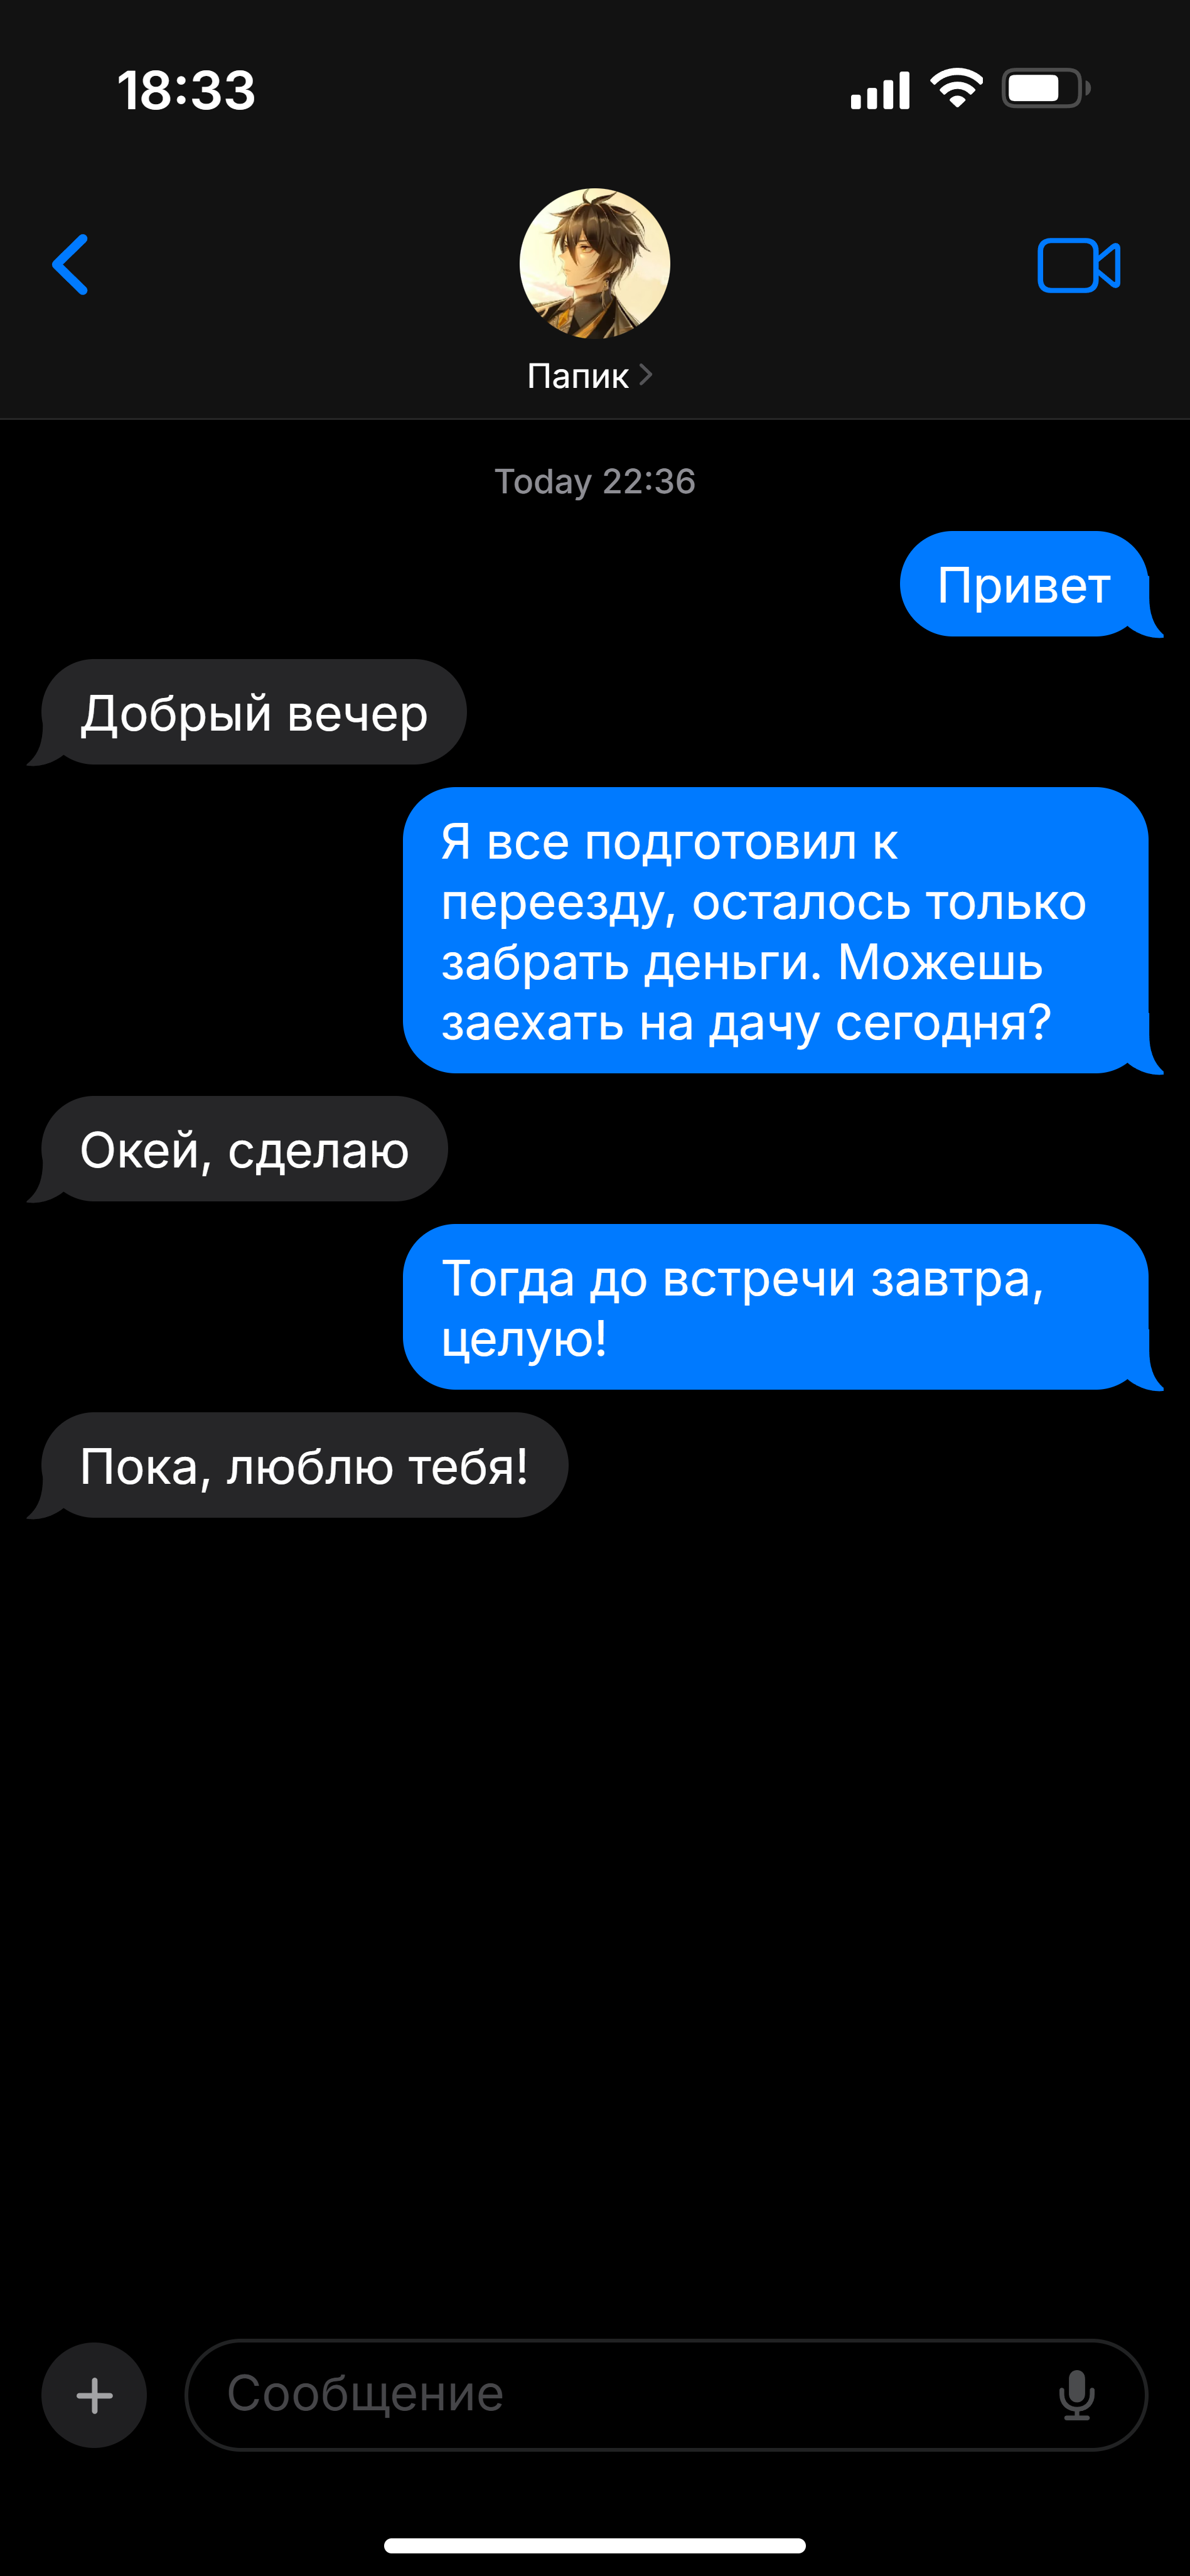 18:33
Папик
Today 22:36
Привет
Добрый вечер
Я все подготовил к
переезду, осталось только
забрать деньги. Можешь
заехать на дачу сегодня?
Окей, сделаю
Тогда до встречи завтра,
целую!
Пока, люблю тебя!
Сообщение